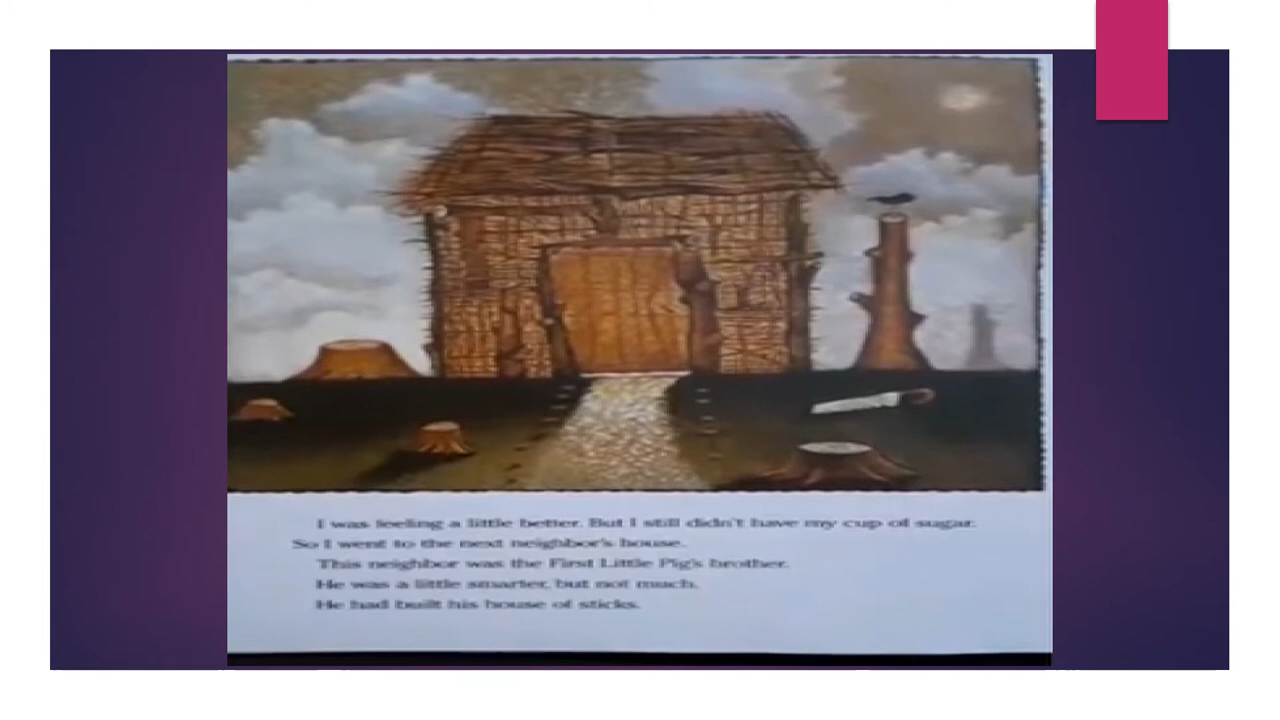 I was feeling a little better. But I still didn't have my cup of sugar.
So I went to the next neighbor's house.
This neighbor was the First Little Pig's brother.
He was a little smarter, but not much.
He had built his house of sticks.